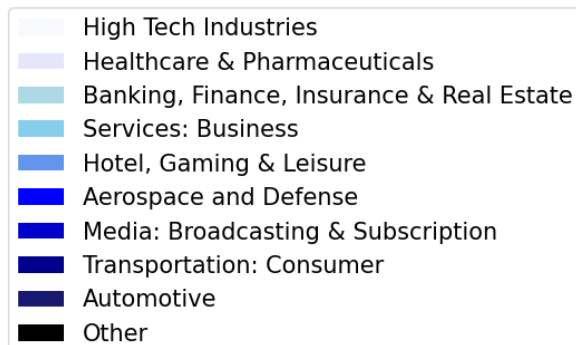 High Tech Industries
Healthcare & Pharmaceuticals
Banking, Finance, Insurance & Real Estate
Services: Business
Hotel, Gaming & Leisure
Aerospace and Defense
Media: Broadcasting & Subscription
Transportation: Consumer
Automotive
Other